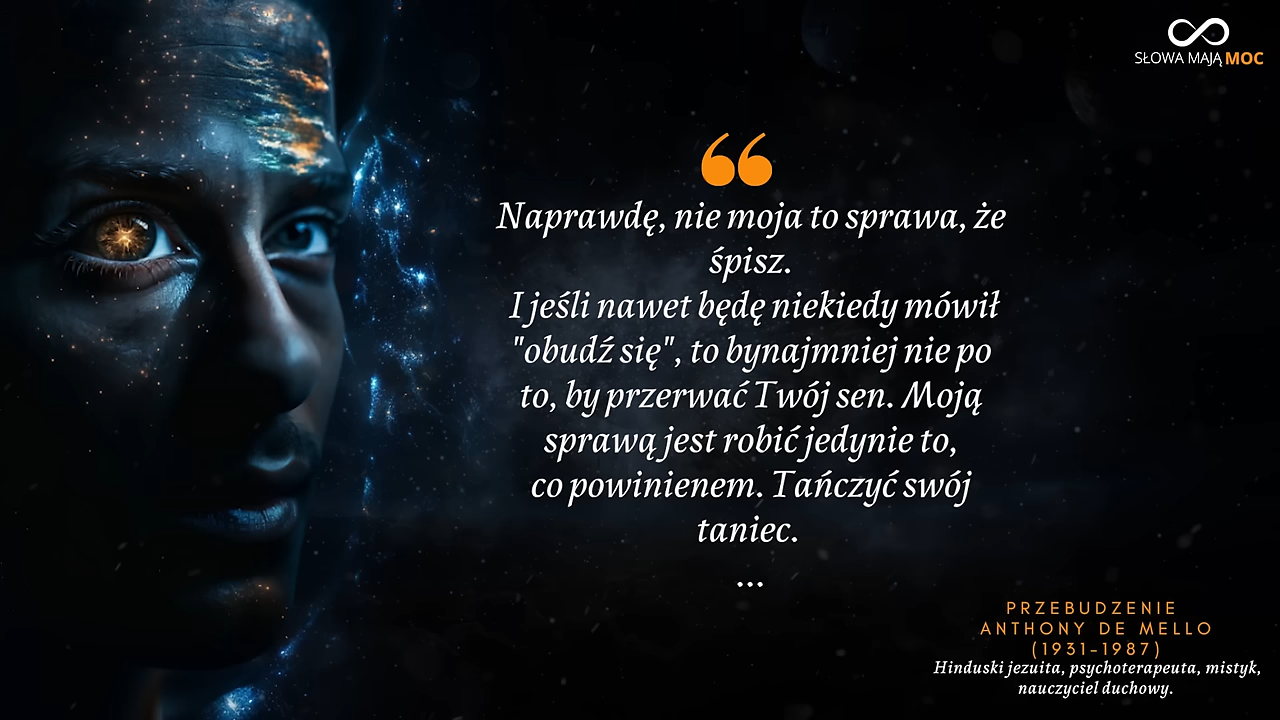 SŁOWA MAJĄ MOC
Naprawdę, nie moja to sprawa, że
śpisz.
I jeśli nawet będę niekiedy mówił
"obudź się", to bynajmniej nie po
to, by przerwać Twój sen. Moją
sprawą jest robić jedynie to,
co powinienem. Tańczyć swój
taniec.
...
PRZEBUDZENIE
ANTHONY DE MELLO
(1931-1987)
Hinduski jezuita, psychoterapeuta, mistyk,
nauczyciel duchowy.